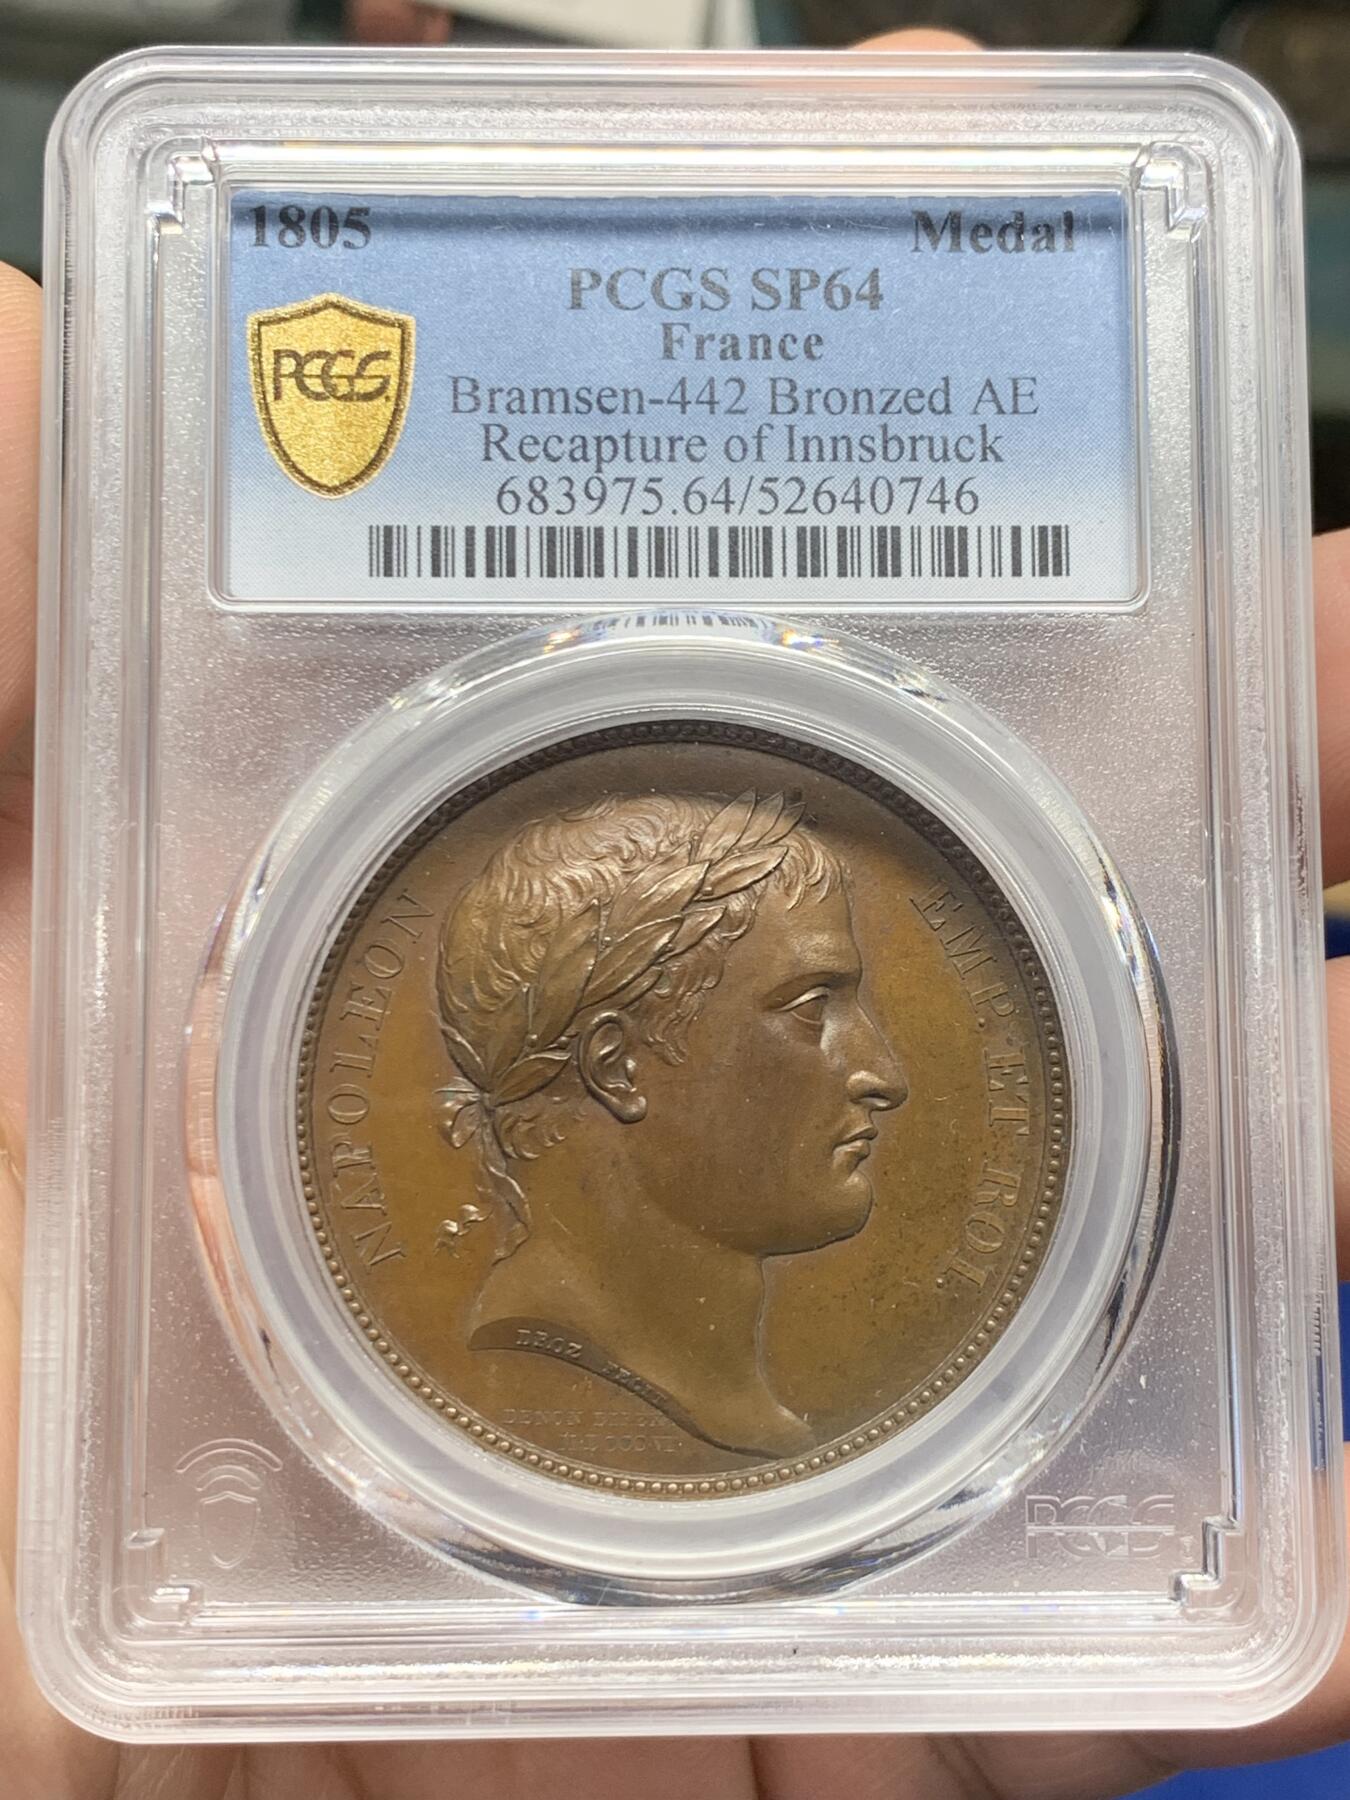 1805 Medal
PCGS SP64
France
PCGS
Bramsen-442 Bronzed AE
Recapture of Innsbruck
683975.64/52640746
NAPOLEON EMP. ET ROI.
DROZ FECIT
DENON DIREX.
MDCCCVI
PCGS